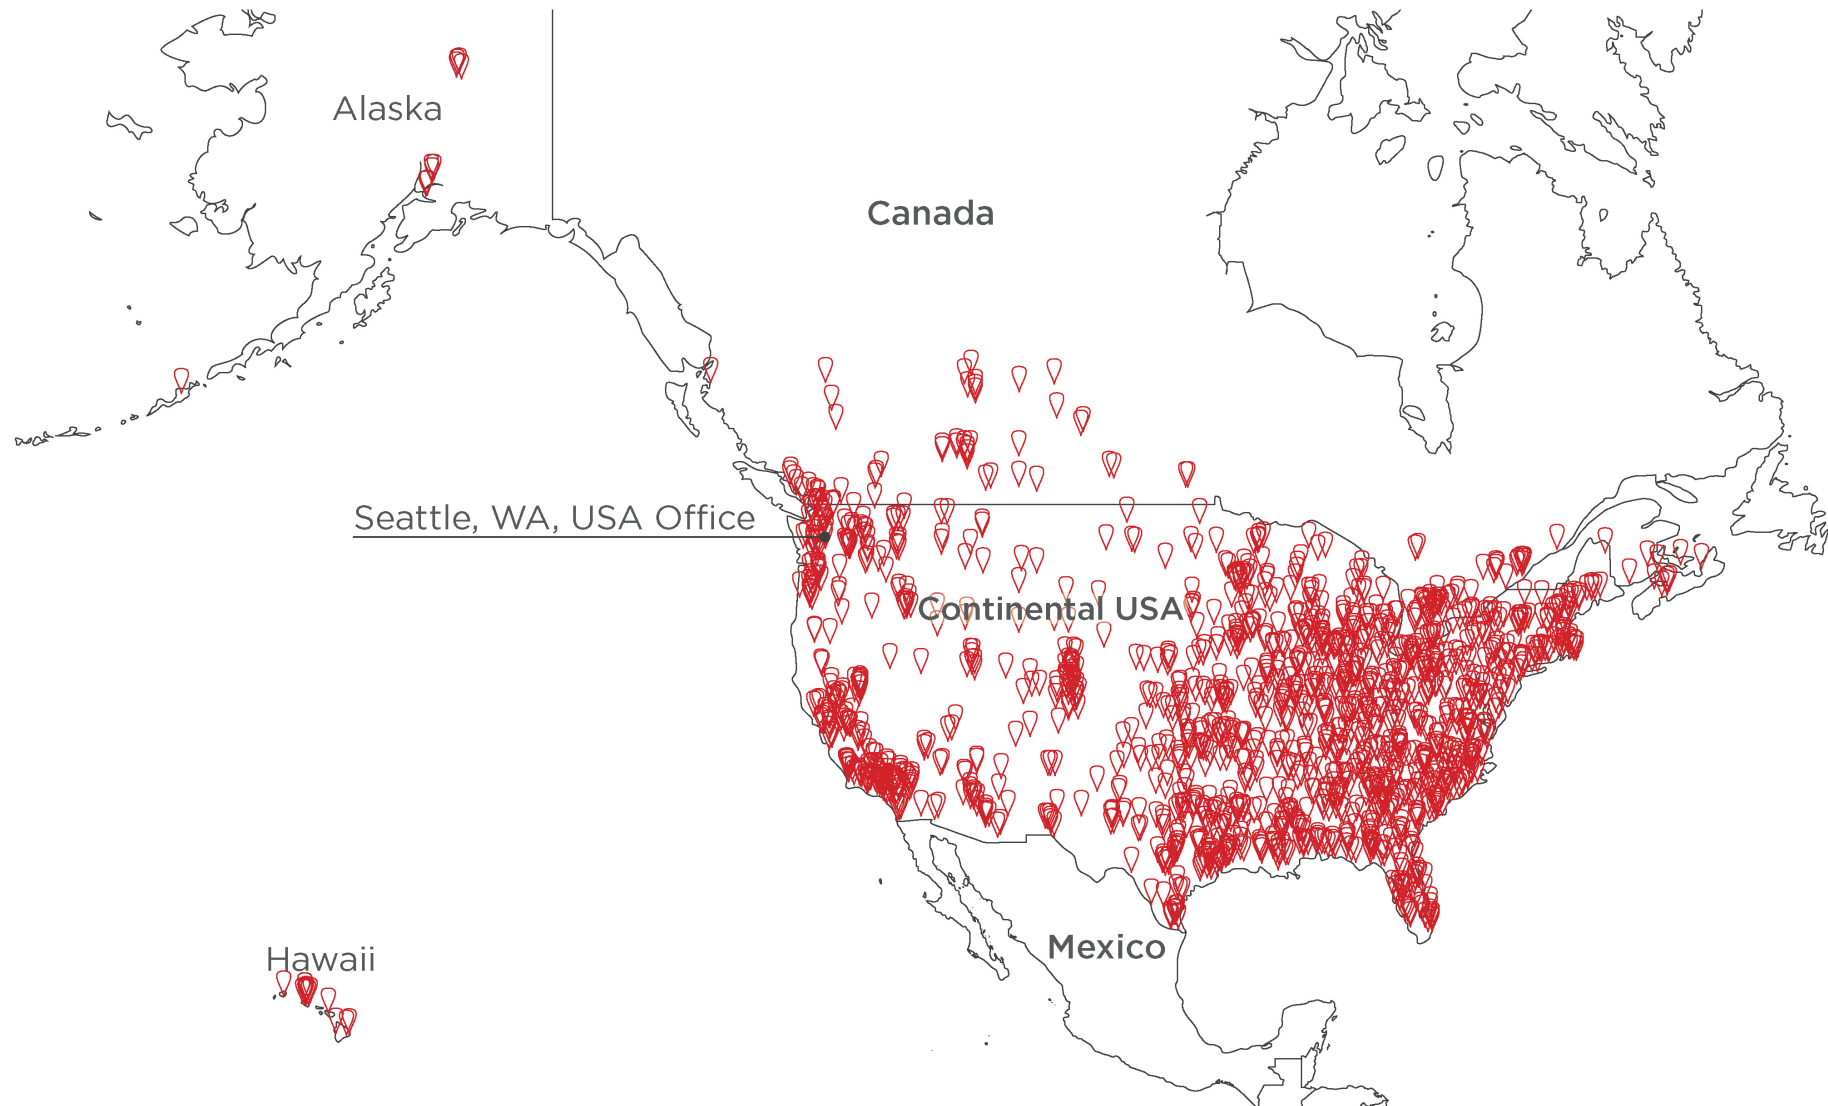 Alaska
Canada
Seattle, WA, USA Office
Continental USA
Mexico
Hawaii